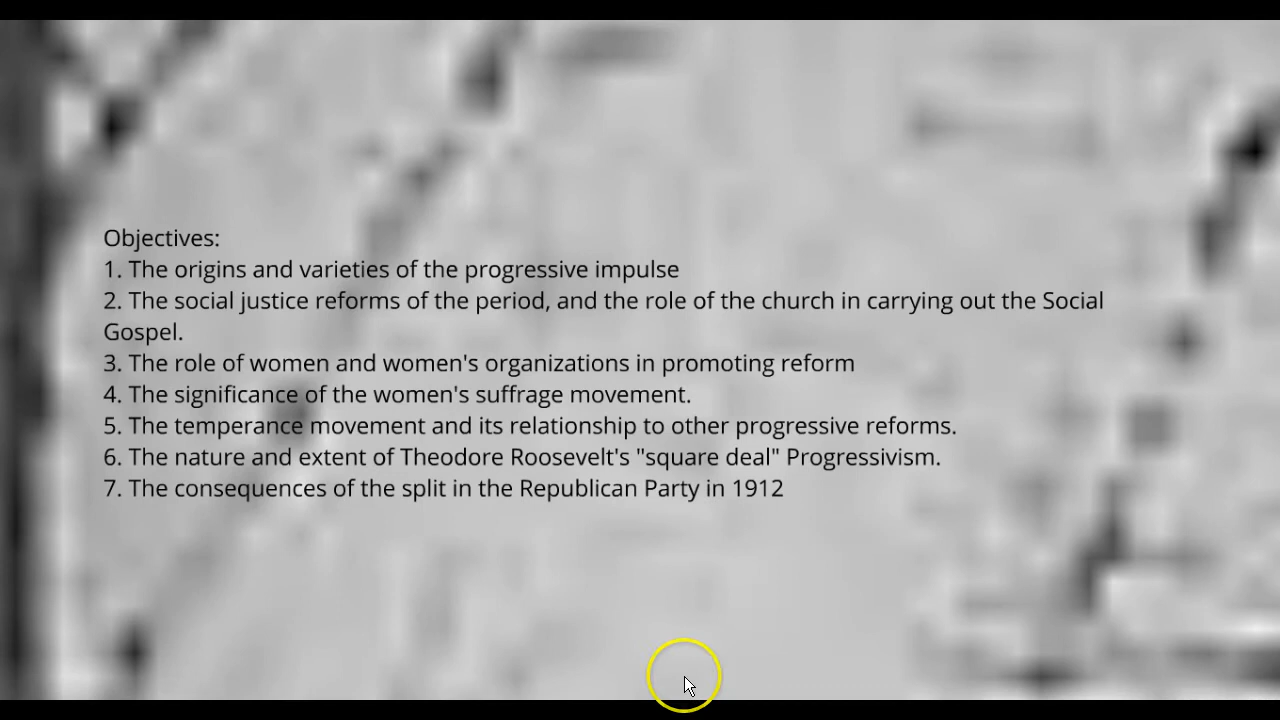 Objectives:
1. The origins and varieties of the progressive impulse
2. The social justice reforms of the period, and the role of the church in carrying out the Social
Gospel.
3. The role of women and women's organizations in promoting reform
4. The significance of the women's suffrage movement.
5. The temperance movement and its relationship to other progressive reforms.
6. The nature and extent of Theodore Roosevelt's "square deal" Progressivism.
7. The consequences of the split in the Republican Party in 1912